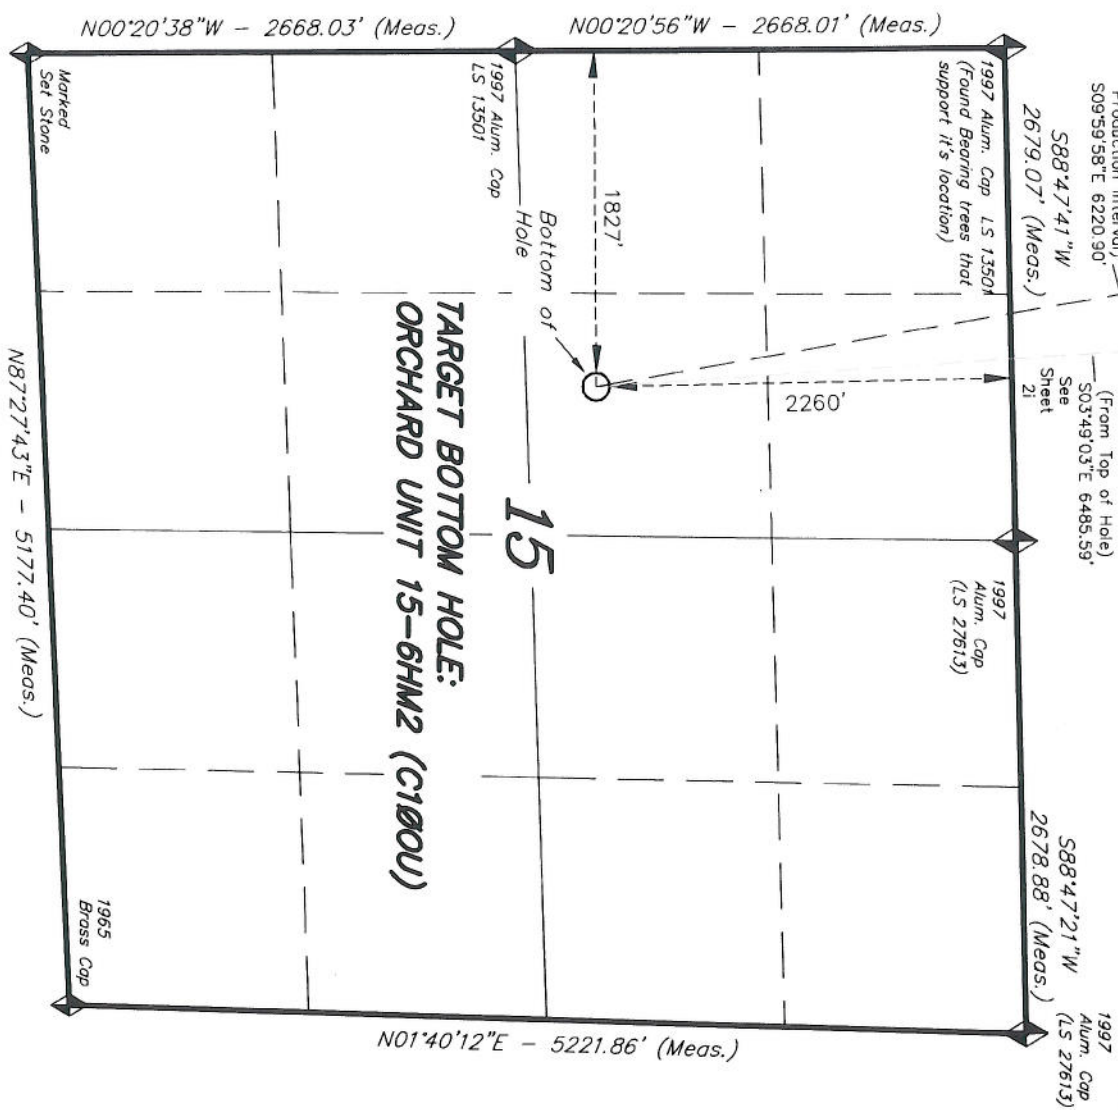 N00°20'38"W - 2668.03' (Meas.)
N00°20'56"W - 2668.01' (Meas.)
Production Interval)
S09°59'58"E 6220.90'
S88°47'41"W
2679.07' (Meas.)
1997 Alum. Cap LS 13501
(Found Bearing trees that
support it's location)
1997 Alum. Cap
LS 13501
Marked
Set Stone
1827'
Bottom of
Hole
2260'
(From Top of Hole)
S03°49'03"E 6485.59'
See
Sheet
2i
15
TARGET BOTTOM HOLE:
ORCHARD UNIT 15-6HM2 (C100U)
1997
Alum. Cap
(LS 27613)
S88°47'21"W
2678.88' (Meas.)
1997
Alum. Cap
(LS 27613)
N87°27'43"E - 5177.40' (Meas.)
1965
Brass Cap
N01°40'12"E - 5221.86' (Meas.)